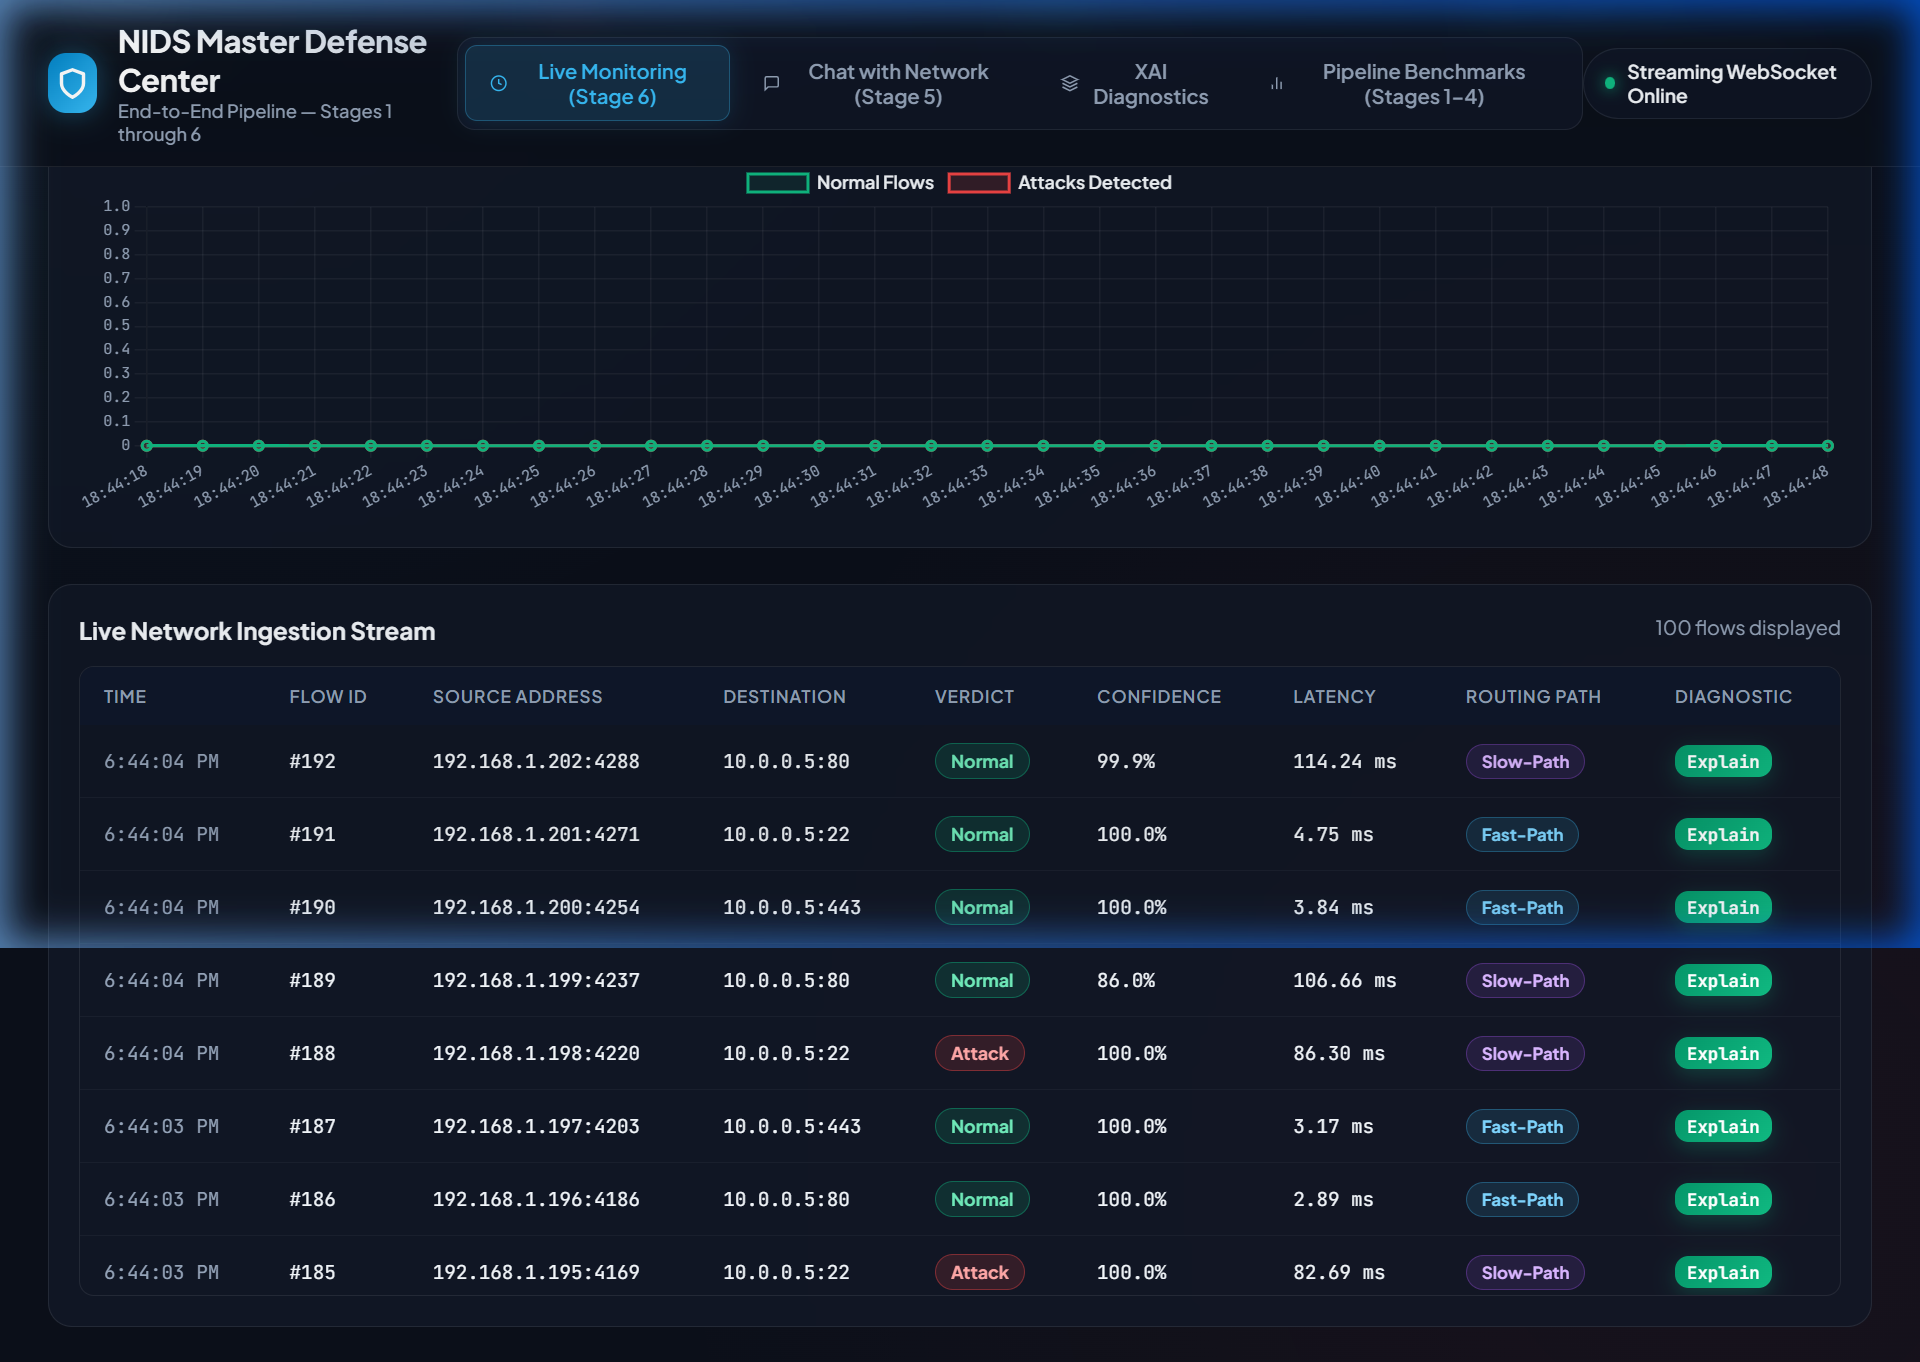 NIDS Master Defense
Center
End-to-End Pipeline — Stages 1
through 6
Live Monitoring
(Stage 6)
Chat with Network
(Stage 5)
XAI
Diagnostics
Pipeline Benchmarks
(Stages 1–4)
Streaming WebSocket
Online
Normal Flows Attacks Detected
1.0
0.9
0.8
0.7
0.6
0.5
0.4
0.3
0.2
0.1
0
18:44:18 18:44:19 18:44:20 18:44:21 18:44:22 18:44:23 18:44:24 18:44:25 18:44:26 18:44:27 18:44:28 18:44:29 18:44:30 18:44:31 18:44:32 18:44:33 18:44:34 18:44:35 18:44:36 18:44:37 18:44:38 18:44:39 18:44:40 18:44:41 18:44:42 18:44:43 18:44:44 18:44:45 18:44:46 18:44:47 18:44:48
Live Network Ingestion Stream
100 flows displayed
TIME FLOW ID SOURCE ADDRESS DESTINATION VERDICT CONFIDENCE LATENCY ROUTING PATH DIAGNOSTIC
6:44:04 PM #192 192.168.1.202:4288 10.0.0.5:80 Normal 99.9% 114.24 ms Slow-Path Explain
6:44:04 PM #191 192.168.1.201:4271 10.0.0.5:22 Normal 100.0% 4.75 ms Fast-Path Explain
6:44:04 PM #190 192.168.1.200:4254 10.0.0.5:443 Normal 100.0% 3.84 ms Fast-Path Explain
6:44:04 PM #189 192.168.1.199:4237 10.0.0.5:80 Normal 86.0% 106.66 ms Slow-Path Explain
6:44:04 PM #188 192.168.1.198:4220 10.0.0.5:22 Attack 100.0% 86.30 ms Slow-Path Explain
6:44:03 PM #187 192.168.1.197:4203 10.0.0.5:443 Normal 100.0% 3.17 ms Fast-Path Explain
6:44:03 PM #186 192.168.1.196:4186 10.0.0.5:80 Normal 100.0% 2.89 ms Fast-Path Explain
6:44:03 PM #185 192.168.1.195:4169 10.0.0.5:22 Attack 100.0% 82.69 ms Slow-Path Explain